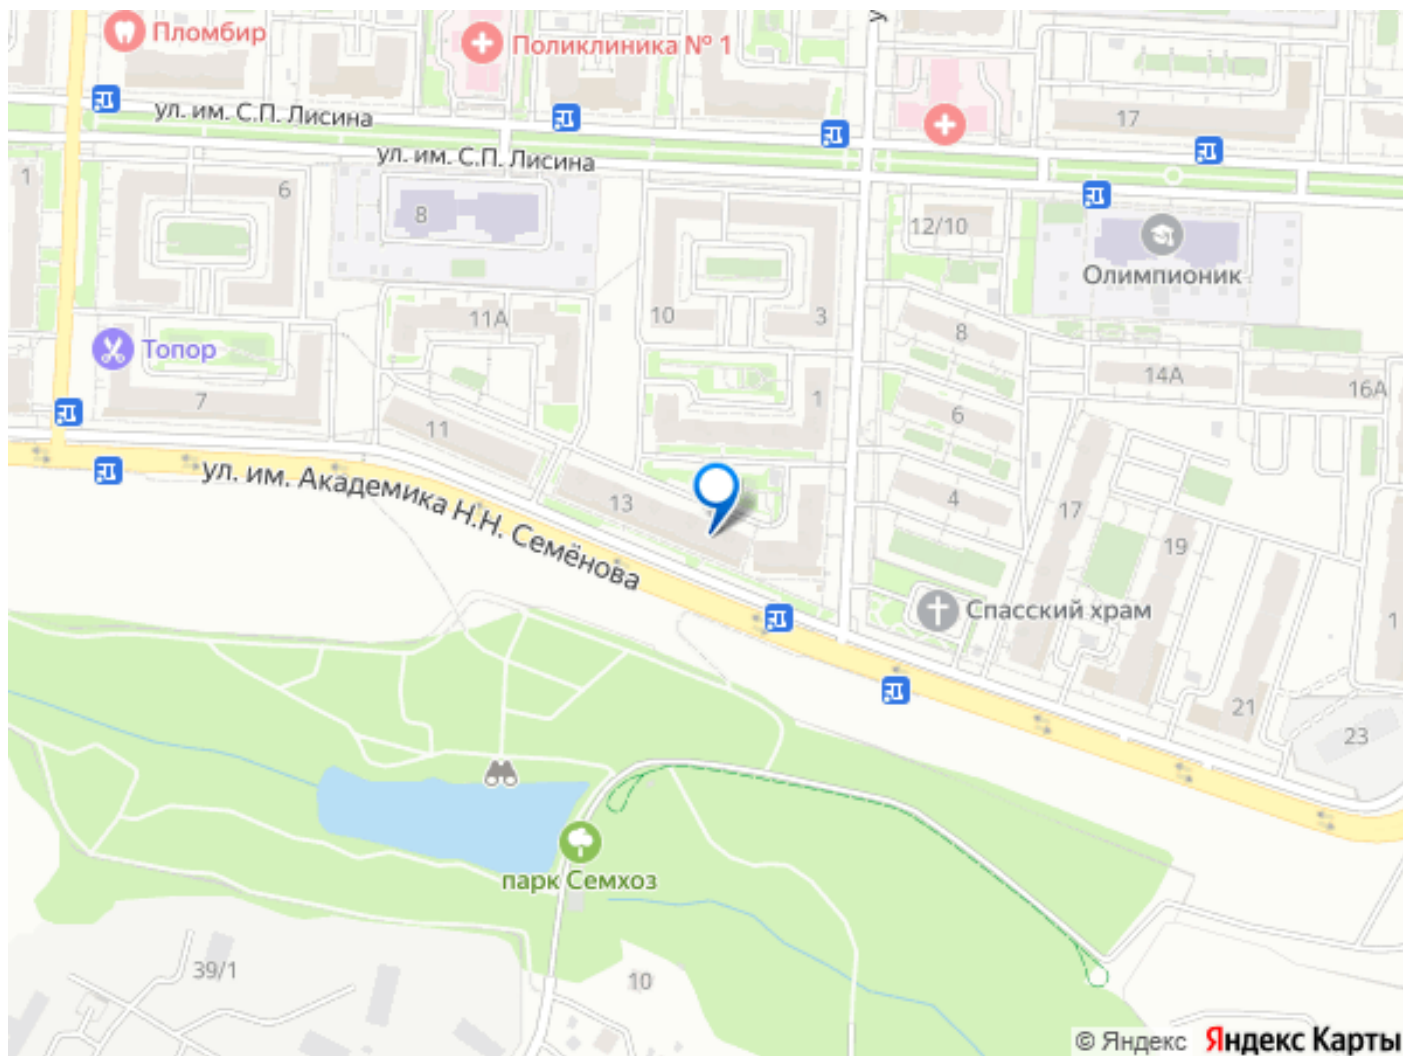 Пломбир
Поликлиника № 1
у
ул. им. С.П. Лисина
17
ул. им. С.П. Лисина
1
6
8
12/10
Олимпионик
10
3
11А
8
Топор
14А
16А
7
1
6
11
ул. им. Академика Н.Н. Семёнова
13
4
17
19
Спасский храм
1
21
23
парк Семхоз
39/1
10
© Яндекс Яндекс Карты